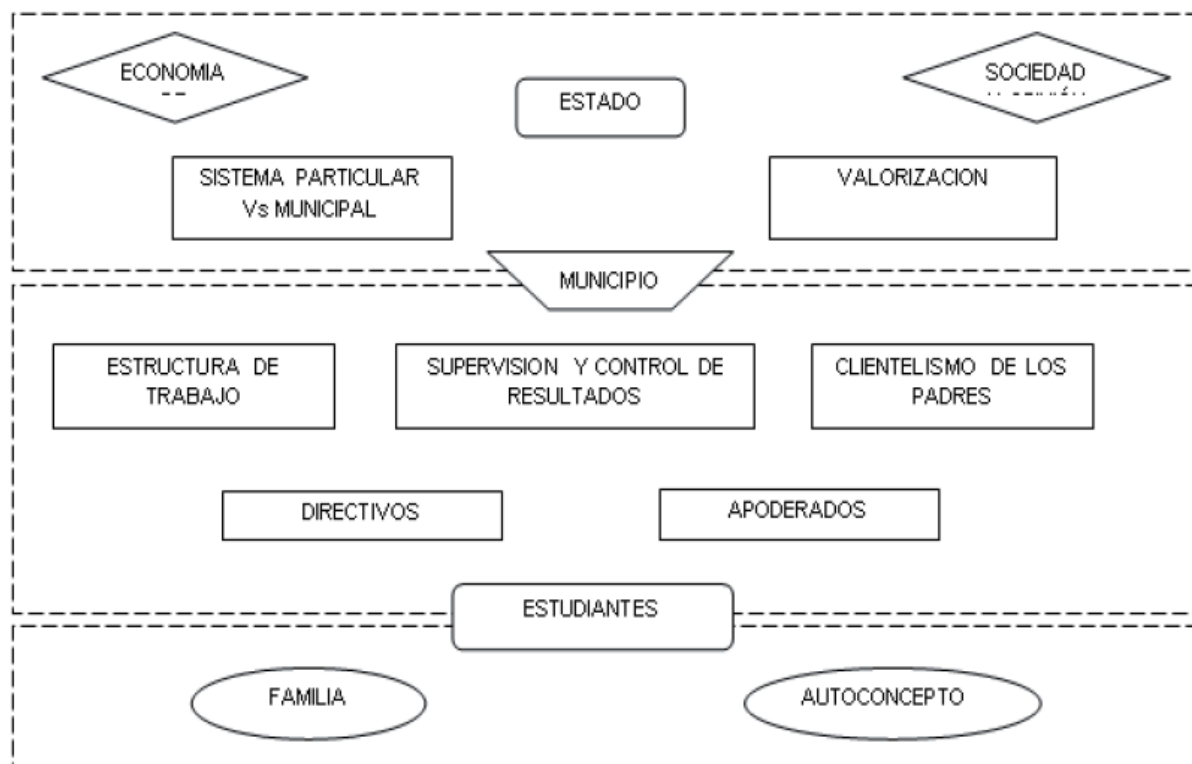 ECONOMIA
SOCIEDAD
ESTADO
SISTEMA PARTICULAR
Vs MUNICIPAL
VALORIZACION
MUNICIPIO
ESTRUCTURA DE
TRABAJO
SUPERVISION Y CONTROL DE
RESULTADOS
CLIENTELISMO DE LOS
PADRES
DIRECTIVOS
APODERADOS
ESTUDIANTES
FAMILIA
AUTOCONCEPTO